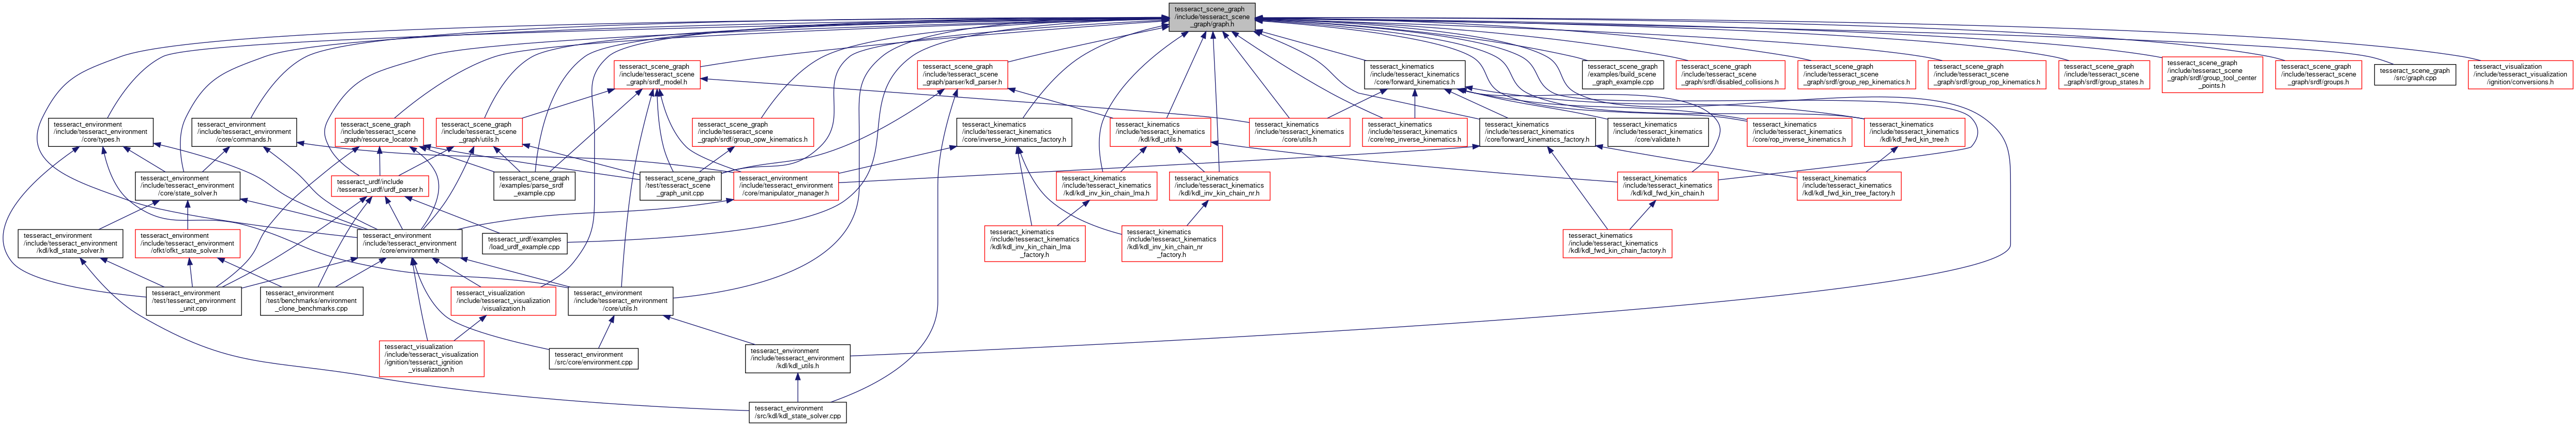 tesseract_scene_graph
/include/tesseract_scene
_graph/graph.h
tesseract_scene_graph
/include/tesseract_scene
_graph/srdf_model.h
tesseract_scene_graph
/include/tesseract_scene
_graph/parser/kdl_parser.h
tesseract_kinematics
/include/tesseract_kinematics
/core/forward_kinematics.h
tesseract_scene_graph
/examples/build_scene
_graph_example.cpp
tesseract_scene_graph
/include/tesseract_scene
_graph/srdf/disabled_collisions.h
tesseract_scene_graph
/include/tesseract_scene
_graph/srdf/group_rep_kinematics.h
tesseract_scene_graph
/include/tesseract_scene
_graph/srdf/group_rop_kinematics.h
tesseract_scene_graph
/include/tesseract_scene
_graph/srdf/group_states.h
tesseract_scene_graph
/include/tesseract_scene
_graph/srdf/group_tool_center
_points.h
tesseract_scene_graph
/include/tesseract_scene
_graph/srdf/groups.h
tesseract_scene_graph
/src/graph.cpp
tesseract_visualization
/include/tesseract_visualization
/ignition/conversions.h
tesseract_environment
/include/tesseract_environment
/core/types.h
tesseract_environment
/include/tesseract_environment
/core/commands.h
tesseract_scene_graph
/include/tesseract_scene
_graph/resource_locator.h
tesseract_scene_graph
/include/tesseract_scene
_graph/utils.h
tesseract_scene_graph
/include/tesseract_scene
_graph/srdf/group_opw_kinematics.h
tesseract_kinematics
/include/tesseract_kinematics
/core/inverse_kinematics_factory.h
tesseract_kinematics
/include/tesseract_kinematics
/kdl/kdl_utils.h
tesseract_kinematics
/include/tesseract_kinematics
/core/utils.h
tesseract_kinematics
/include/tesseract_kinematics
/core/rep_inverse_kinematics.h
tesseract_kinematics
/include/tesseract_kinematics
/core/forward_kinematics_factory.h
tesseract_kinematics
/include/tesseract_kinematics
/core/validate.h
tesseract_kinematics
/include/tesseract_kinematics
/core/rop_inverse_kinematics.h
tesseract_kinematics
/include/tesseract_kinematics
/kdl/kdl_fwd_kin_tree.h
tesseract_environment
/include/tesseract_environment
/core/state_solver.h
tesseract_urdf/include
/tesseract_urdf/urdf_parser.h
tesseract_scene_graph
/examples/parse_srdf
_example.cpp
tesseract_scene_graph
/test/tesseract_scene
_graph_unit.cpp
tesseract_environment
/include/tesseract_environment
/core/manipulator_manager.h
tesseract_kinematics
/include/tesseract_kinematics
/kdl/kdl_inv_kin_chain_lma.h
tesseract_kinematics
/include/tesseract_kinematics
/kdl/kdl_inv_kin_chain_nr.h
tesseract_kinematics
/include/tesseract_kinematics
/kdl/kdl_fwd_kin_chain.h
tesseract_kinematics
/include/tesseract_kinematics
/kdl/kdl_fwd_kin_tree_factory.h
tesseract_environment
/include/tesseract_environment
/kdl/kdl_state_solver.h
tesseract_environment
/include/tesseract_environment
/ofkt/ofkt_state_solver.h
tesseract_environment
/include/tesseract_environment
/core/environment.h
tesseract_urdf/examples
/load_urdf_example.cpp
tesseract_kinematics
/include/tesseract_kinematics
/kdl/kdl_inv_kin_chain_lma
_factory.h
tesseract_kinematics
/include/tesseract_kinematics
/kdl/kdl_inv_kin_chain_nr
_factory.h
tesseract_kinematics
/include/tesseract_kinematics
/kdl/kdl_fwd_kin_chain_factory.h
tesseract_environment
/test/tesseract_environment
_unit.cpp
tesseract_environment
/test/benchmarks/environment
_clone_benchmarks.cpp
tesseract_visualization
/include/tesseract_visualization
/visualization.h
tesseract_environment
/include/tesseract_environment
/core/utils.h
tesseract_visualization
/include/tesseract_visualization
/ignition/tesseract_ignition
_visualization.h
tesseract_environment
/src/core/environment.cpp
tesseract_environment
/include/tesseract_environment
/kdl/kdl_utils.h
tesseract_environment
/src/kdl/kdl_state_solver.cpp